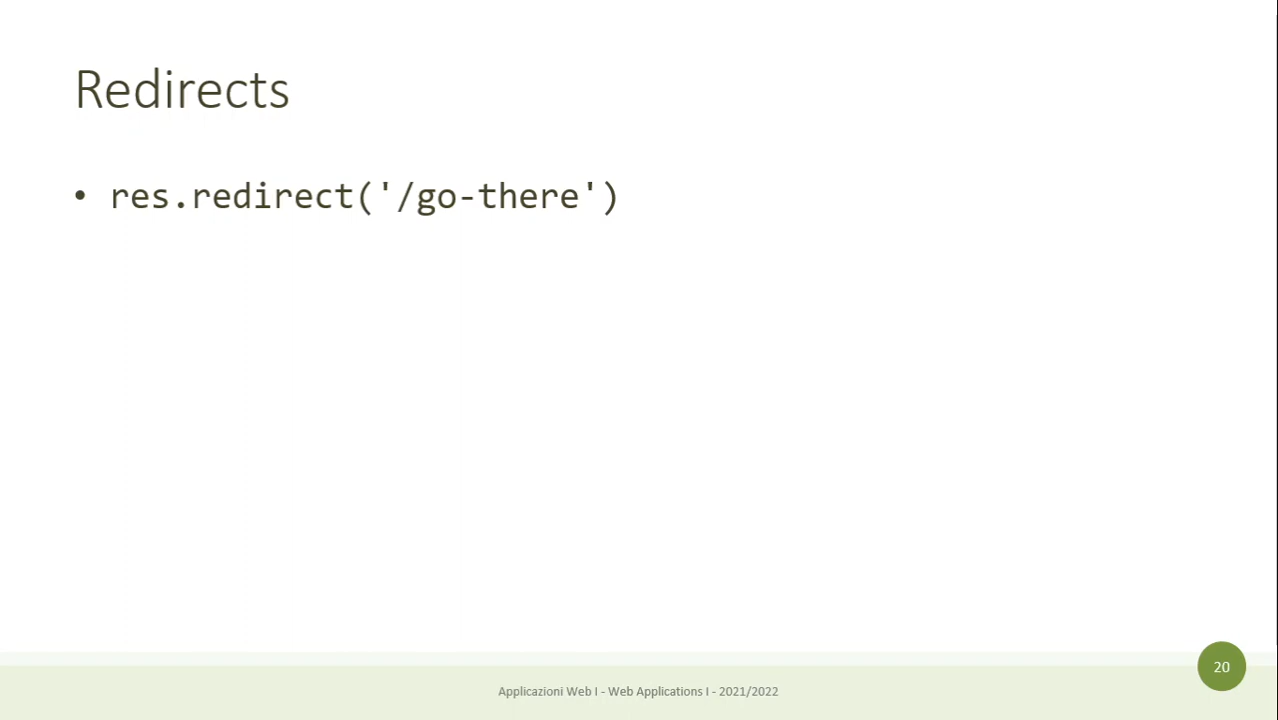 Redirects
• res.redirect('/go-there')
20
Applicazioni Web I - Web Applications I - 2021/2022